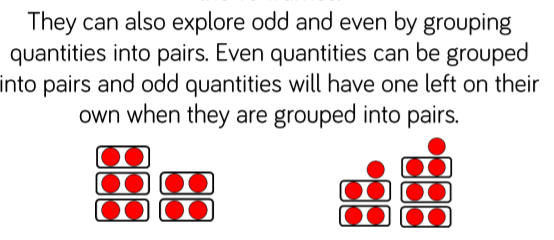 They can also explore odd and even by grouping
quantities into pairs. Even quantities can be grouped
into pairs and odd quantities will have one left on their
own when they are grouped into pairs.